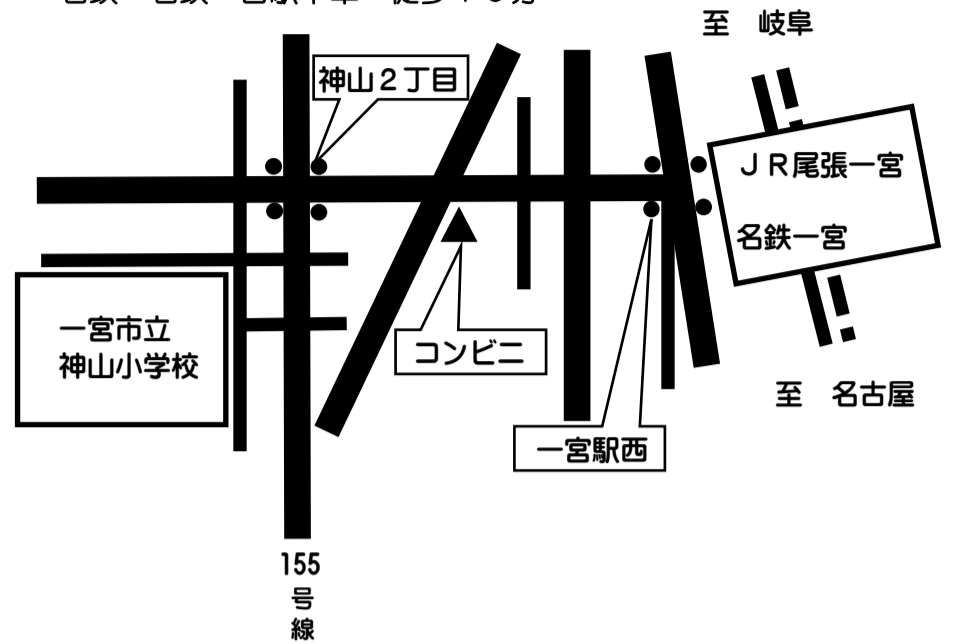 至　岐阜
神山２丁目
ＪＲ尾張一宮
名鉄一宮
一宮市立
神山小学校
コンビニ
至　名古屋
一宮駅西
155
号
線